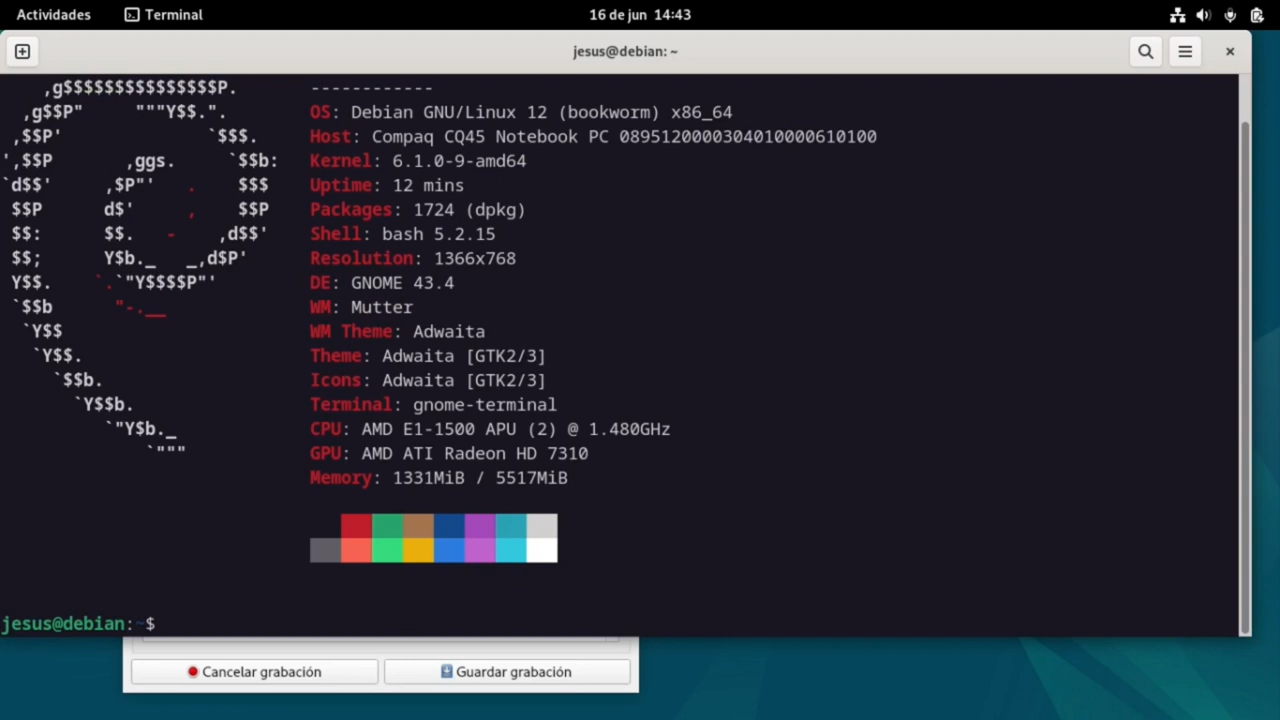 Actividades Terminal 16 de jun 14:43
jesus@debian: ~
,g$$$$$$$$$$$$$$$P. ------------
,g$$P" """Y$$.". OS: Debian GNU/Linux 12 (bookworm) x86_64
,$$P' `$$$. Host: Compaq CQ45 Notebook PC 0895120000304010000610100
',$$P ,ggs. `$$b: Kernel: 6.1.0-9-amd64
`d$$' ,$P"' . $$$ Uptime: 12 mins
$$P d$' , $$P Packages: 1724 (dpkg)
$$: $$. - ,d$$' Shell: bash 5.2.15
$$; Y$b._ _,d$P' Resolution: 1366x768
Y$$. `.`"Y$$$$P"' DE: GNOME 43.4
`$$b "-.__ WM: Mutter
`Y$$ WM Theme: Adwaita
`Y$$. Theme: Adwaita [GTK2/3]
`$$b. Icons: Adwaita [GTK2/3]
`Y$$b. Terminal: gnome-terminal
`"Y$b._ CPU: AMD E1-1500 APU (2) @ 1.480GHz
`""" GPU: AMD ATI Radeon HD 7310
Memory: 1331MiB / 5517MiB
jesus@debian:~$
Cancelar grabación Guardar grabación